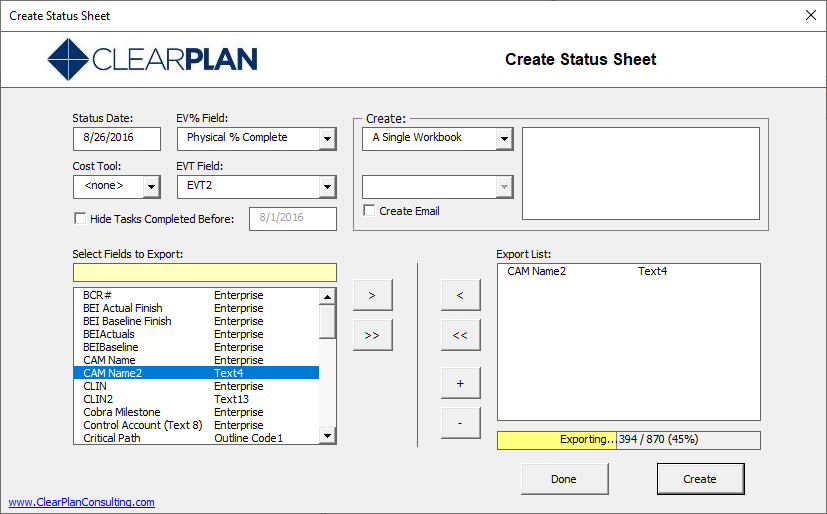 Create Status Sheet
CLEARPLAN
Create Status Sheet
Status Date:
EV% Field:
8/26/2016
Physical % Complete
Cost Tool:
EVT Field:
<none>
EVT2
Hide Tasks Completed Before:
8/1/2016
Create:
A Single Workbook
Create Email
Select Fields to Export:
BCR# Enterprise
BEI Actual Finish Enterprise
BEI Baseline Finish Enterprise
BEIActuals Enterprise
BEIBaseline Enterprise
CAM Name Enterprise
CAM Name2 Text4
CLIN Enterprise
CLIN2 Text13
Cobra Milestone Enterprise
Control Account (Text 8) Enterprise
Critical Path Outline Code1
>
>>
<
<<
+
-
Export List:
CAM Name2 Text4
Exporting...394 / 870 (45%)
Done
Create
www.ClearPlanConsulting.com